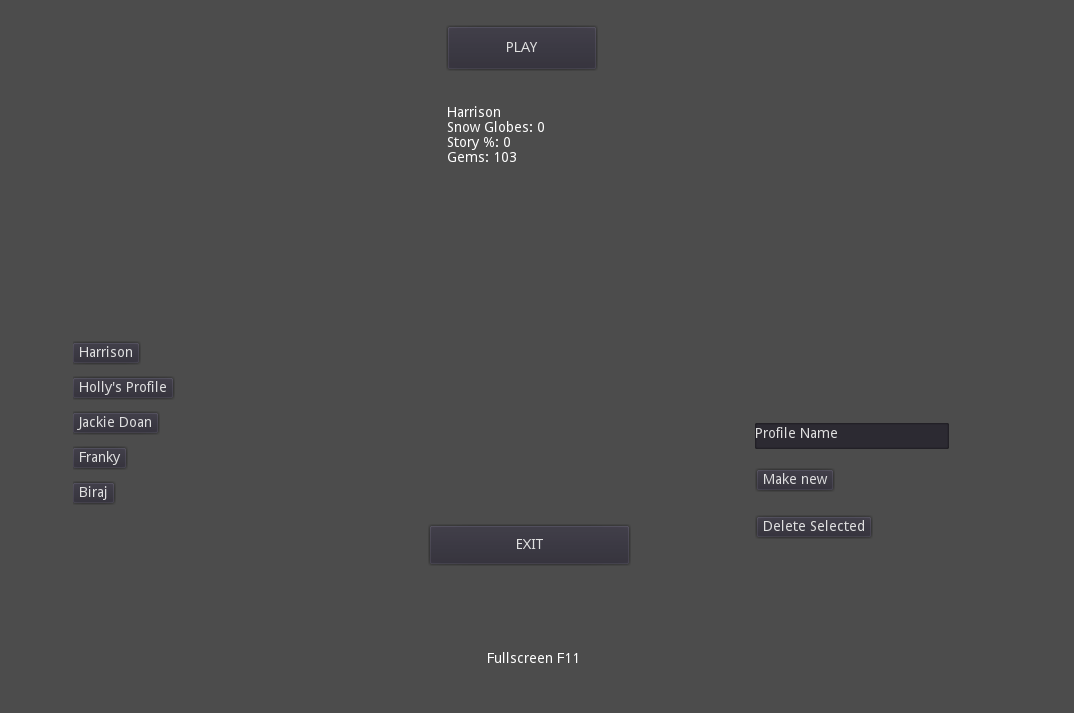 PLAY
Harrison
Snow Globes: 0
Story %: 0
Gems: 103
Harrison
Holly's Profile
Jackie Doan
Franky
Biraj
Profile Name
Make new
Delete Selected
EXIT
Fullscreen F11